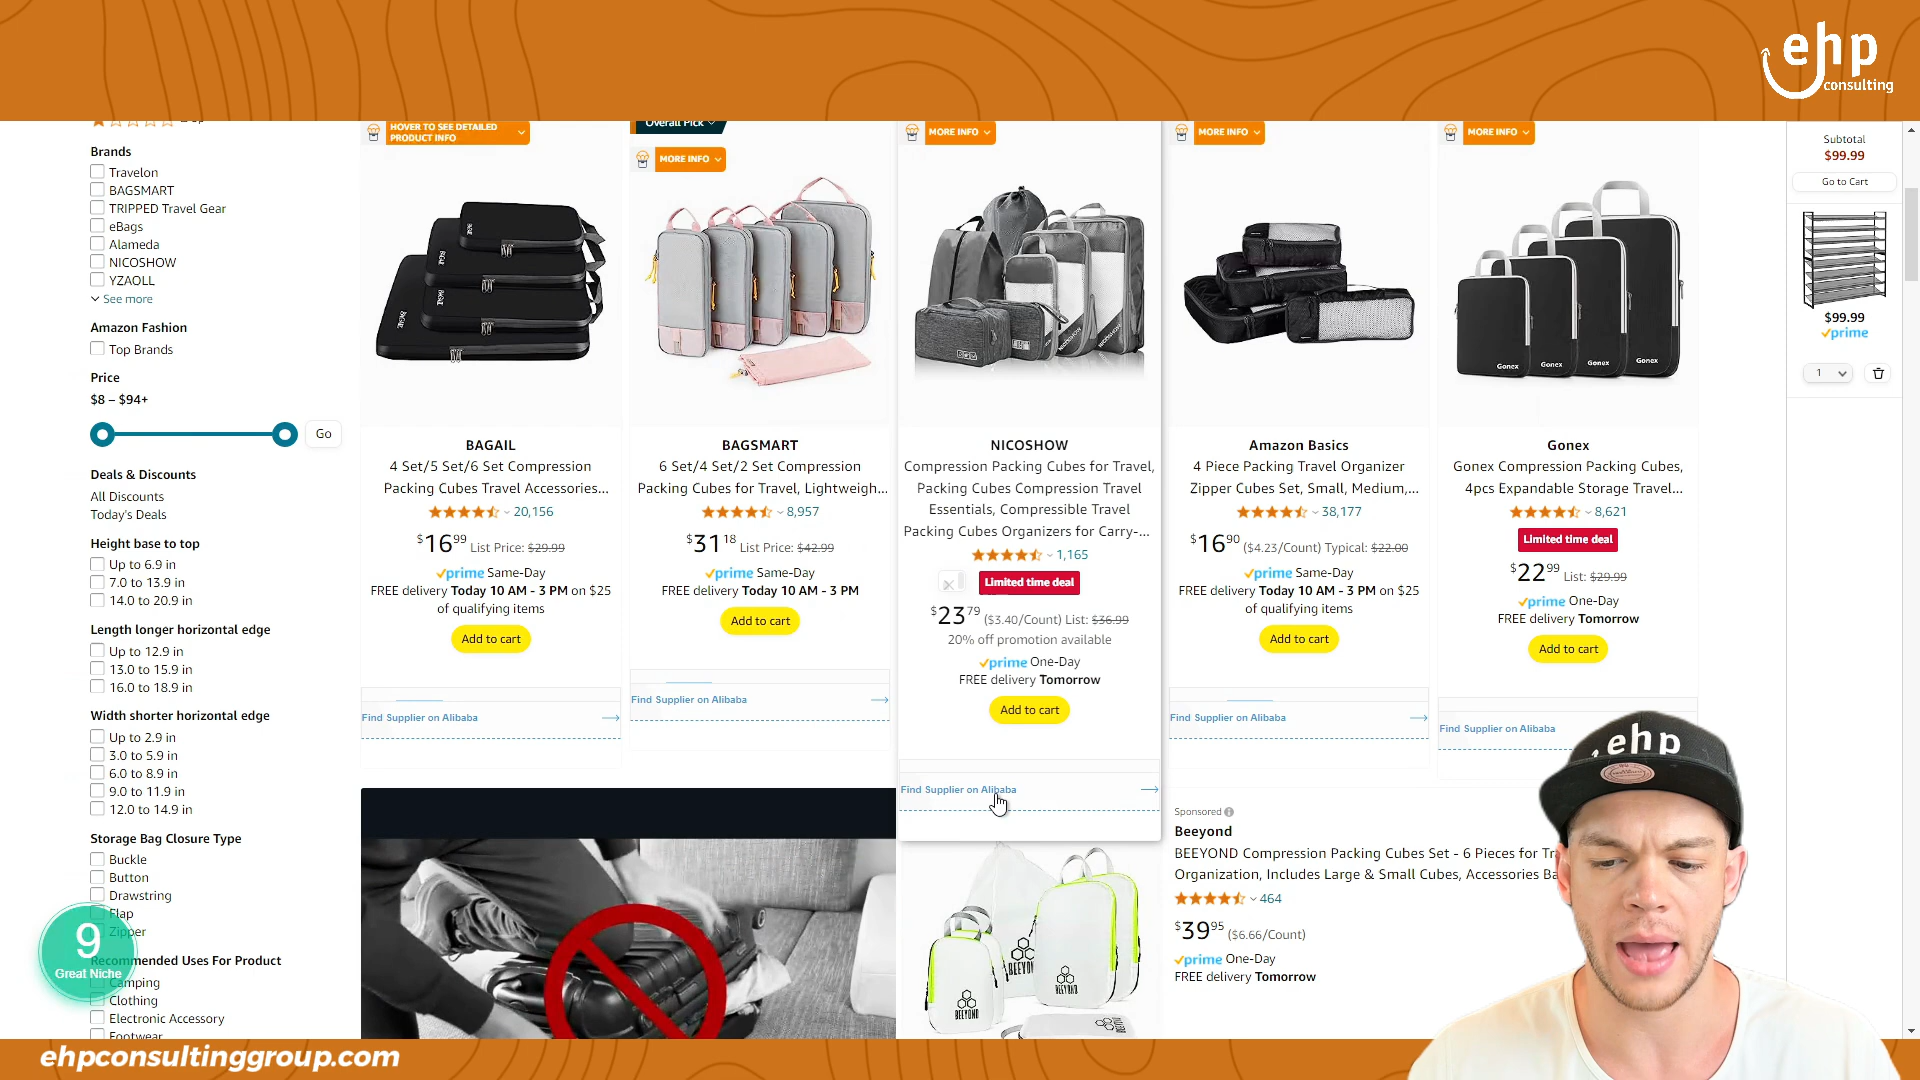 ehp
consulting
Brands
Travelon
BAGSMART
TRIPPED Travel Gear
eBags
Alameda
NICOSHOW
YZAOLL
See more
Amazon Fashion
Top Brands
Price
$8 – $94+
Go
Deals & Discounts
All Discounts
Today's Deals
Height base to top
Up to 6.9 in
7.0 to 13.9 in
14.0 to 20.9 in
Length longer horizontal edge
Up to 12.9 in
13.0 to 15.9 in
16.0 to 18.9 in
Width shorter horizontal edge
Up to 2.9 in
3.0 to 5.9 in
6.0 to 8.9 in
9.0 to 11.9 in
12.0 to 14.9 in
Storage Bag Closure Type
Buckle
Button
Drawstring
Flap
Zipper
Recommended Uses For Product
Camping
Clothing
Electronic Accessory
Footwear
9
Great Niche
HOVER TO SEE DETAILED
PRODUCT INFO
BAGAIL
4 Set/5 Set/6 Set Compression
Packing Cubes Travel Accessories...
20,156
$16.99 List Price: $29.99
prime Same-Day
FREE delivery Today 10 AM - 3 PM on $25
of qualifying items
Add to cart
Find Supplier on Alibaba
Overall Pick
MORE INFO
BAGSMART
6 Set/4 Set/2 Set Compression
Packing Cubes for Travel, Lightweigh...
8,957
$31.18 List Price: $42.99
prime Same-Day
FREE delivery Today 10 AM - 3 PM
Add to cart
Find Supplier on Alibaba
MORE INFO
NICOSHOW
NICOSHOW
NICOSHOW
Compression Packing Cubes for Travel,
Packing Cubes Compression Travel
Essentials, Compressible Travel
Packing Cubes Organizers for Carry-...
1,165
Limited time deal
$23.79 ($3.40/Count) List: $36.99
20% off promotion available
prime One-Day
FREE delivery Tomorrow
Add to cart
Find Supplier on Alibaba
MORE INFO
Amazon Basics
4 Piece Packing Travel Organizer
Zipper Cubes Set, Small, Medium,...
38,177
$16.90 ($4.23/Count) Typical: $22.00
prime Same-Day
FREE delivery Today 10 AM - 3 PM on $25
of qualifying items
Add to cart
Find Supplier on Alibaba
MORE INFO
Gonex
Gonex
Gonex
Gonex
Gonex
Gonex Compression Packing Cubes,
4pcs Expandable Storage Travel...
8,621
Limited time deal
$22.99 List: $29.99
prime One-Day
FREE delivery Tomorrow
Add to cart
Find Supplier on Alibaba
BEEYOND
BEEYOND
Sponsored
Beeyond
BEEYOND Compression Packing Cubes Set - 6 Pieces for
Organization, Includes Large & Small Cubes, Accessories
464
$39.95 ($6.66/Count)
prime One-Day
FREE delivery Tomorrow
Subtotal
$99.99
Go to Cart
$99.99
prime
1
ehp
ehpconsultinggroup.com